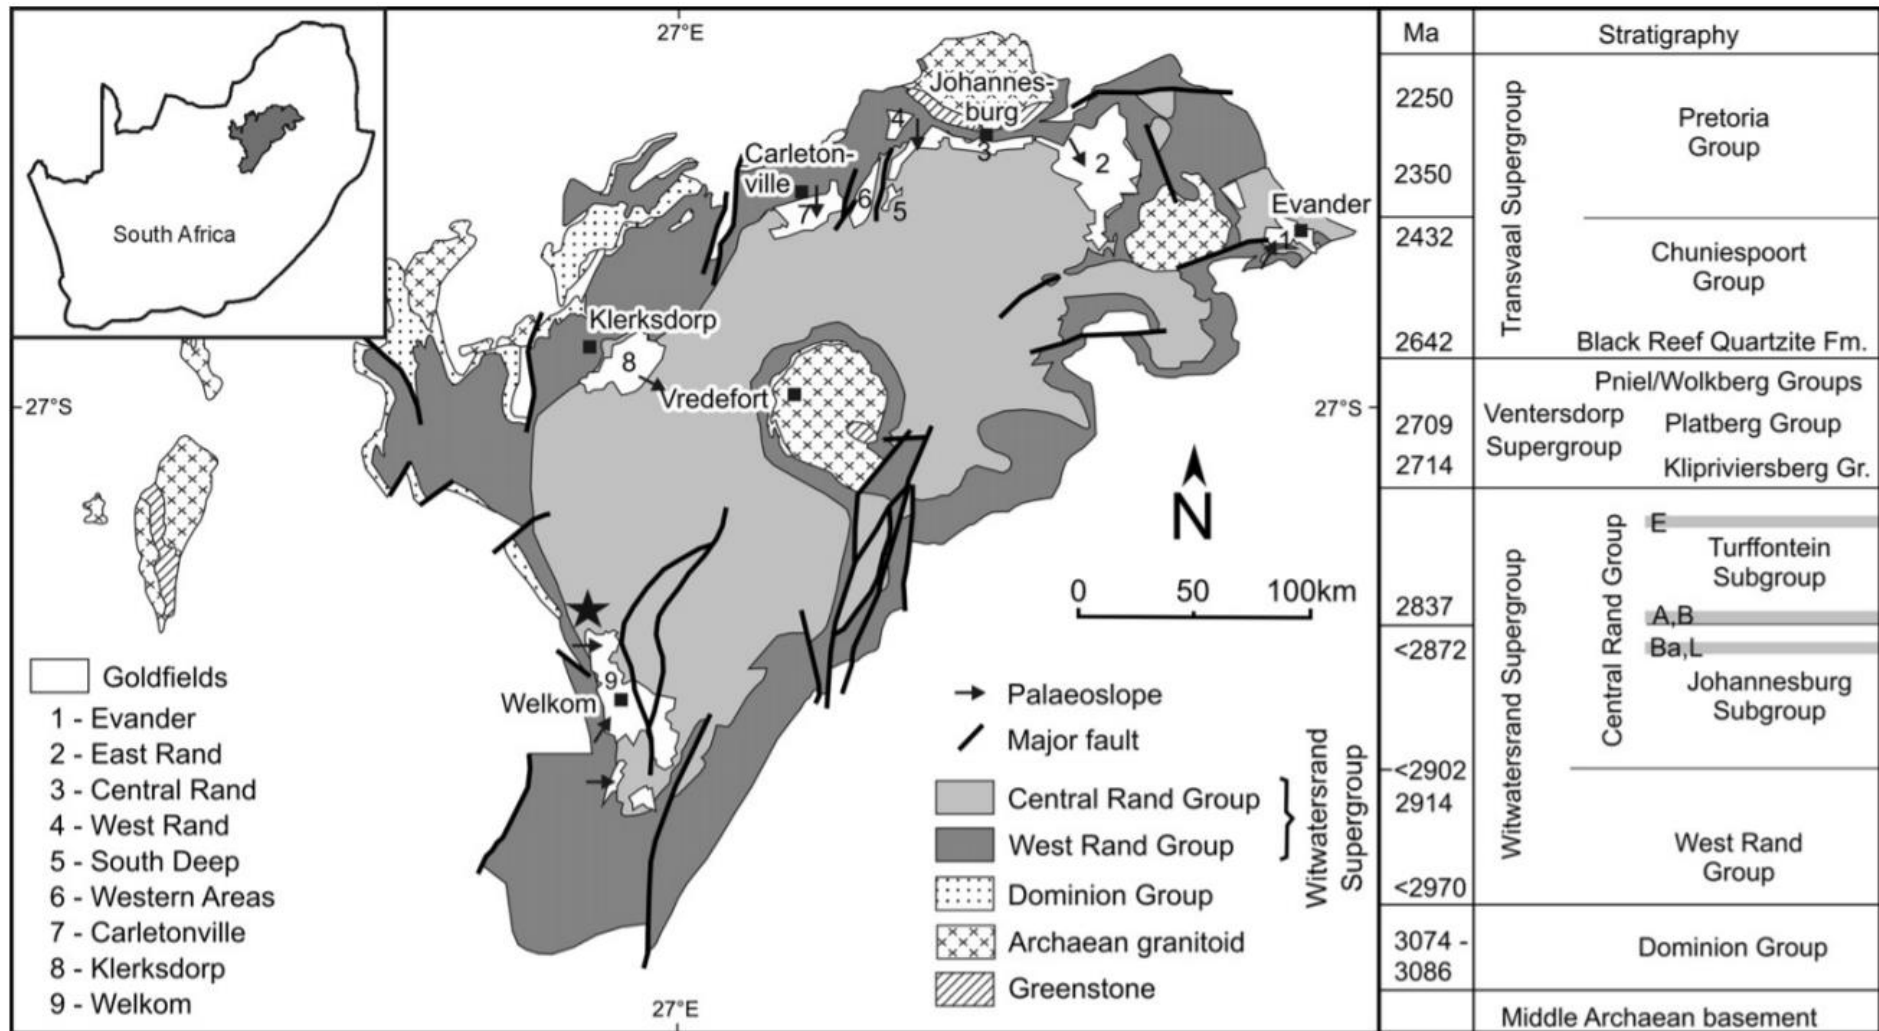 27°E
South Africa
Johannes-
burg
4
3
2
Carleton-
ville
7
6
5
Evander
1
Klerksdorp
8
Vredefort
27°S
27°S
N
0 50 100km
9
Welkom
27°E
Goldfields
1 - Evander
2 - East Rand
3 - Central Rand
4 - West Rand
5 - South Deep
6 - Western Areas
7 - Carletonville
8 - Klerksdorp
9 - Welkom
Palaeoslope
Major fault
Central Rand Group
West Rand Group
Witwatersrand
Supergroup
Dominion Group
Archaean granitoid
Greenstone
Ma Stratigraphy
2250
2350
2432
2642
Transvaal Supergroup
Pretoria
Group
Chuniespoort
Group
Black Reef Quartzite Fm.
2709
2714
Ventersdorp
Supergroup
Pniel/Wolkberg Groups
Platberg Group
Klipriviersberg Gr.
2837
<2872
<2902
2914
<2970
Witwatersrand Supergroup
Central Rand Group
E
Turffontein
Subgroup
A,B
Ba,L
Johannesburg
Subgroup
West Rand
Group
3074 -
3086
Dominion Group
Middle Archaean basement